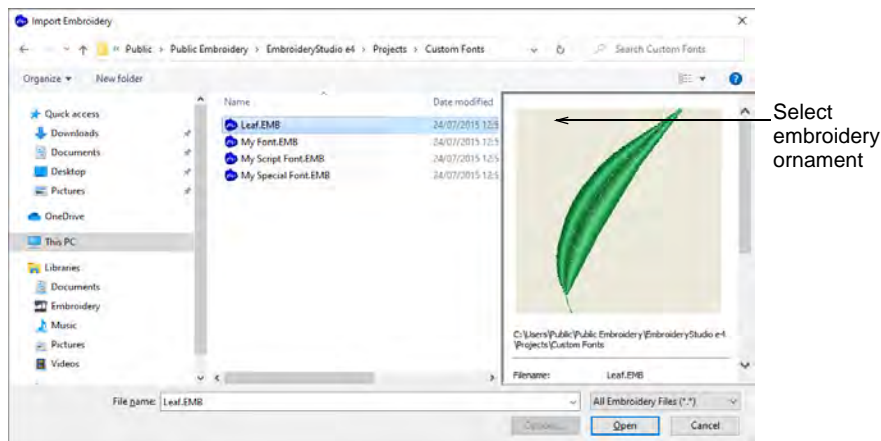 Import Embroidery
« Public › Public Embroidery › EmbroideryStudio e4 › Projects › Custom Fonts
Search Custom Fonts
Organize
New folder
Quick access
Downloads
Documents
Desktop
Pictures
OneDrive
This PC
Libraries
Documents
Embroidery
Music
Pictures
Videos
Name
Date modified
Leaf.EMB
24/07/2015 12:5
My Font.EMB
24/07/2015 12:5
My Script Font.EMB
24/07/2015 12:5
My Special Font.EMB
24/07/2015 12:5
C:\Users\Public\Public Embroidery\EmbroideryStudio e4
\Projects\Custom Fonts
Filename: Leaf.EMB
Select
embroidery
ornament
File name: Leaf.EMB
All Embroidery Files (*.*)
Options...
Open
Cancel